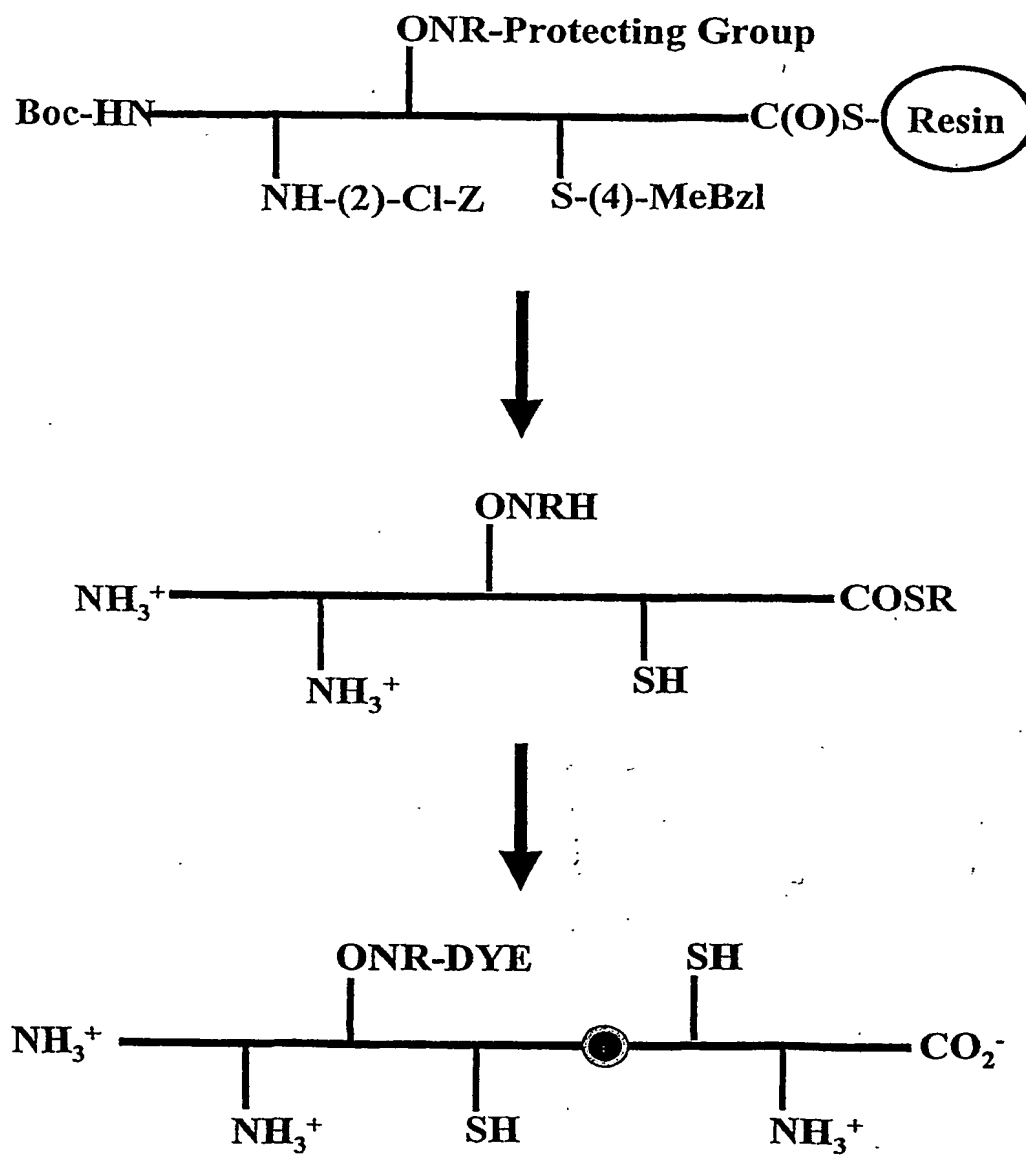 ONR-Protecting Group
Boc-HN C(O)S- Resin
NH-(2)-Cl-Z S-(4)-MeBzl
ONRH
NH₃⁺ COSR
NH₃⁺ SH
ONR-DYE SH
NH₃⁺ CO₂⁻
NH₃⁺ SH NH₃⁺